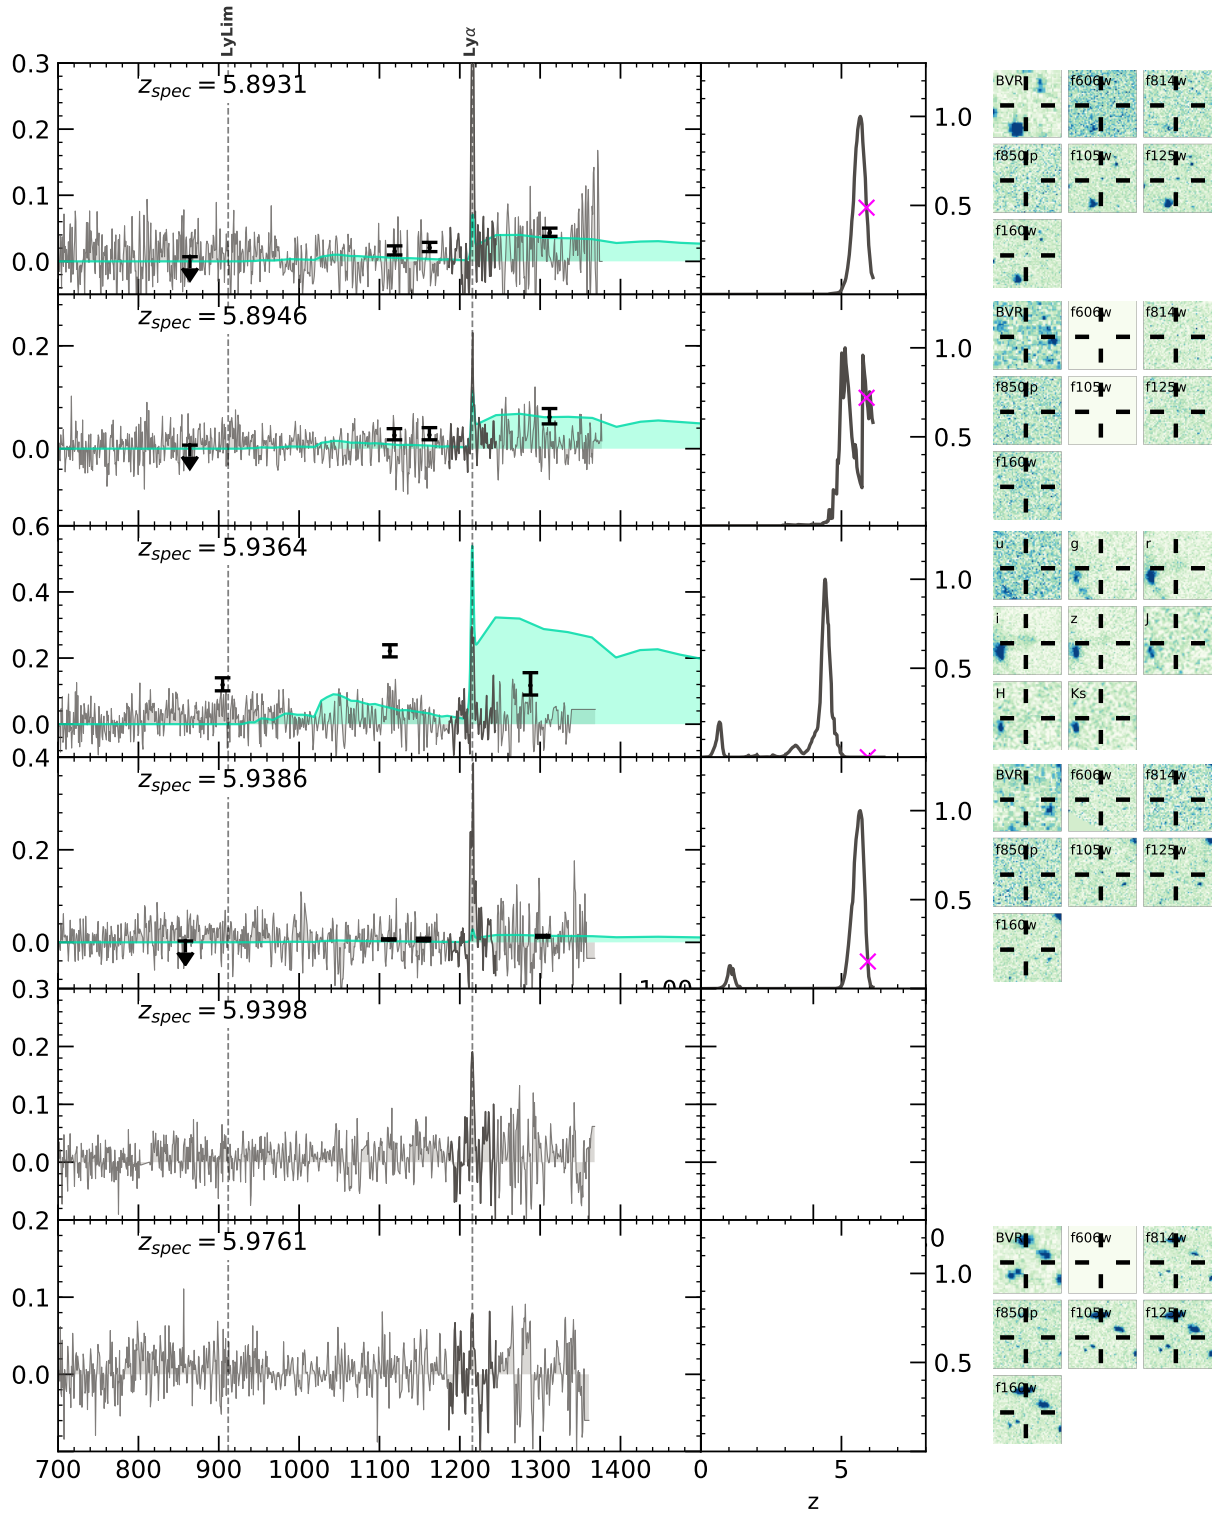 LyLim
Lyα
0.3
0.2
0.1
0.0
z_spec = 5.8931
1.0
0.5
BVR f606w f814w
f850lp f105w f125w
f160w
0.2
0.0
z_spec = 5.8946
1.0
0.5
BVR f606w f814w
f850lp f105w f125w
f160w
0.6
0.4
0.2
0.0
z_spec = 5.9364
1.0
0.5
u g r
i z J
H Ks
0.4
0.2
0.0
z_spec = 5.9386
1.0
0.5
BVR f606w f814w
f850lp f105w f125w
f160w
0.3
0.2
0.1
0.0
z_spec = 5.9398
0.2
0.1
0.0
z_spec = 5.9761
0
1.0
0.5
BVR f606w f814w
f850lp f105w f125w
f160w
700 800 900 1000 1100 1200 1300 1400 0 5
z